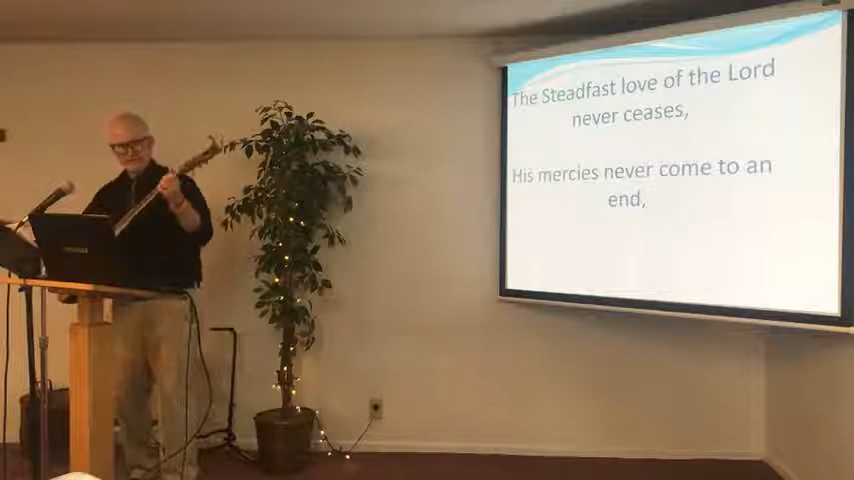 The Steadfast love of the Lord
never ceases,
His mercies never come to an
end,